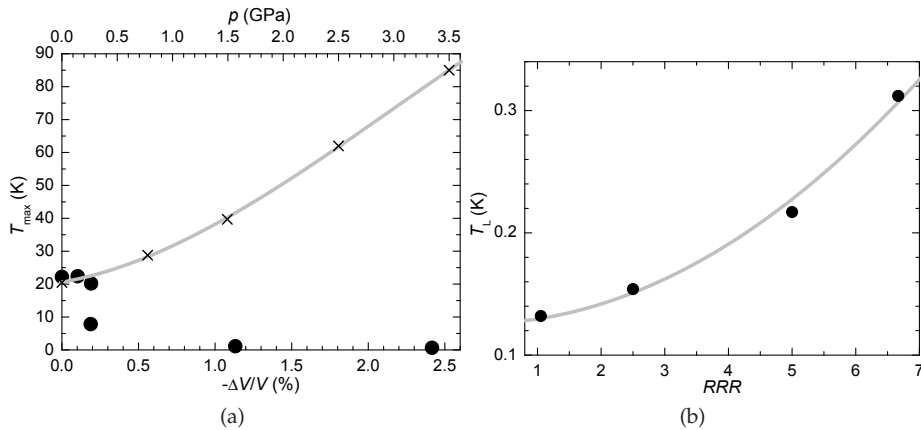 p (GPa)
0.0 0.5 1.0 1.5 2.0 2.5 3.0 3.5
90
80
70
60
50
40
30
20
10
0
T_max (K)
0.0 0.5 1.0 1.5 2.0 2.5
-ΔV/V (%)
(a)
0.3
0.2
0.1
T_L (K)
1 2 3 4 5 6 7
RRR
(b)